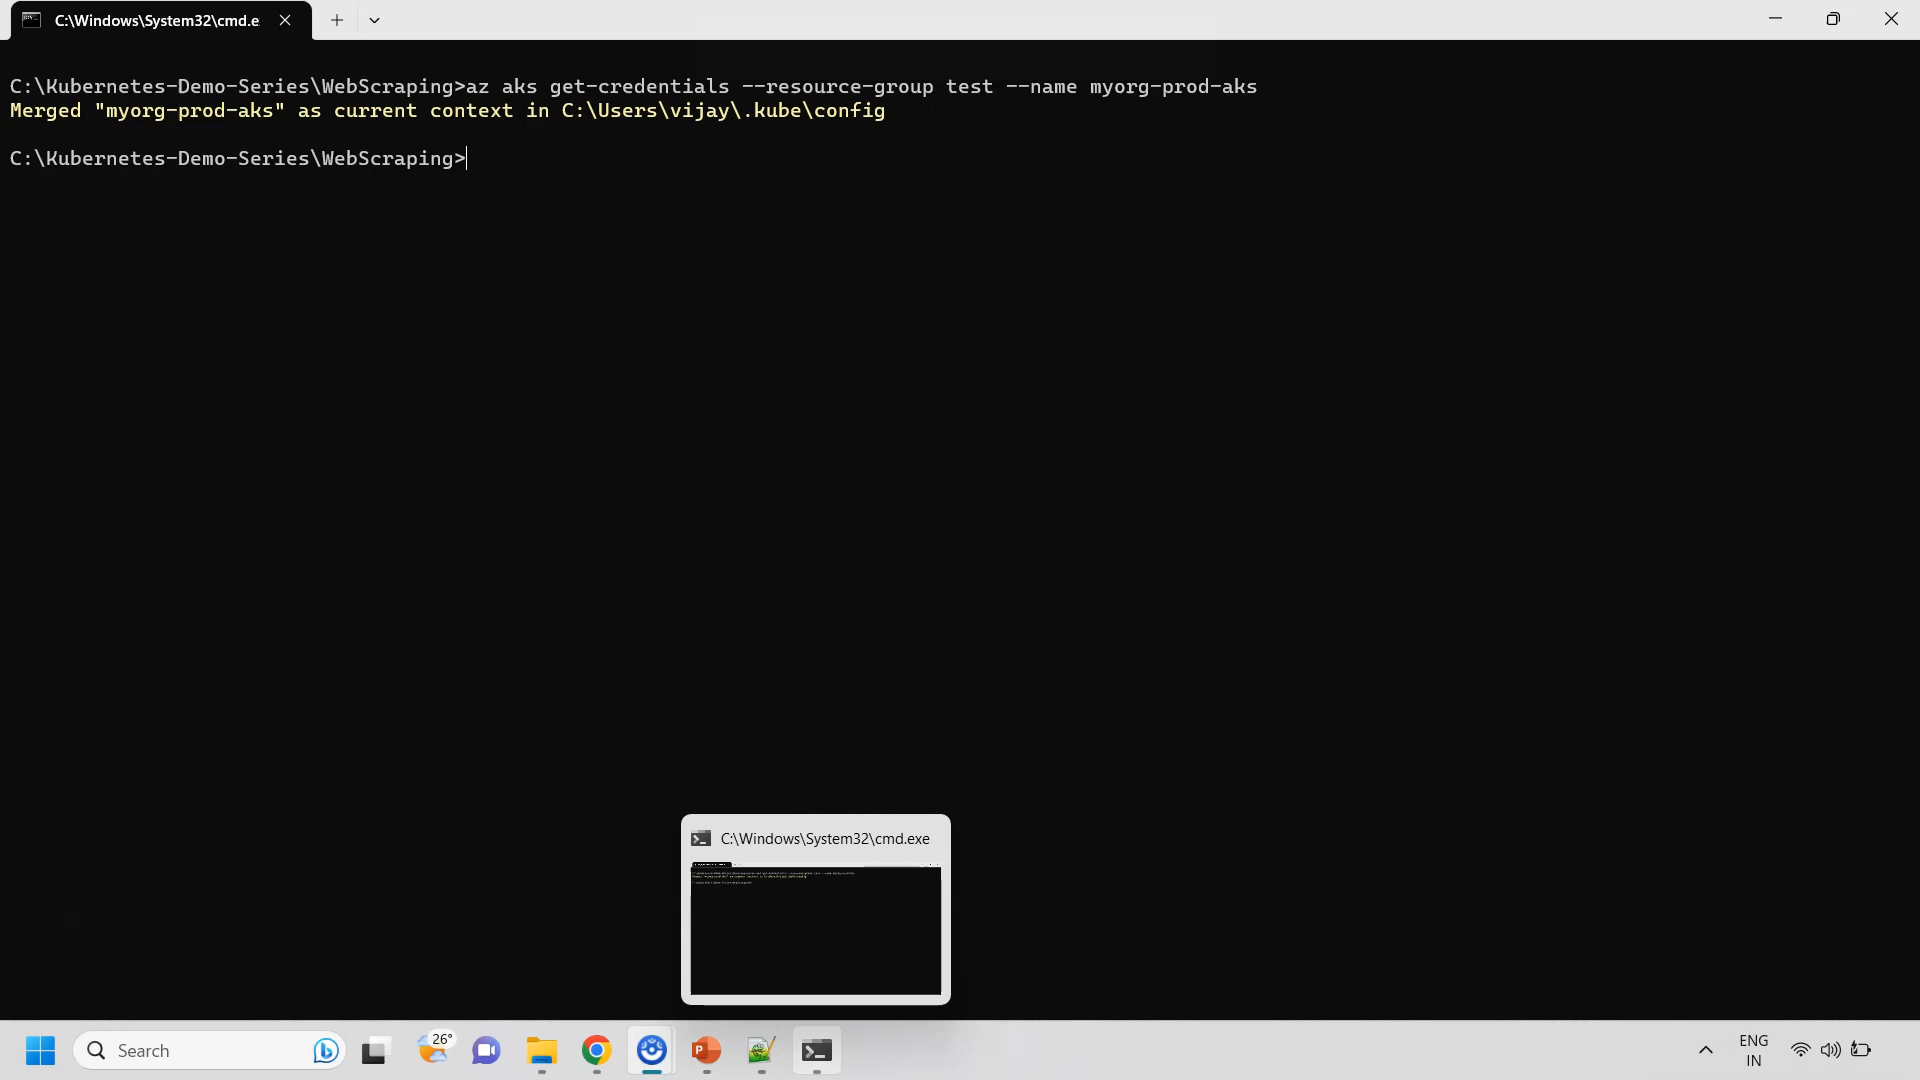 C:\Windows\System32\cmd.e
C:\Kubernetes-Demo-Series\WebScraping>az aks get-credentials --resource-group test --name myorg-prod-aks
Merged "myorg-prod-aks" as current context in C:\Users\vijay\.kube\config
C:\Kubernetes-Demo-Series\WebScraping>
C:\Windows\System32\cmd.exe
Search
26°
ENG
IN